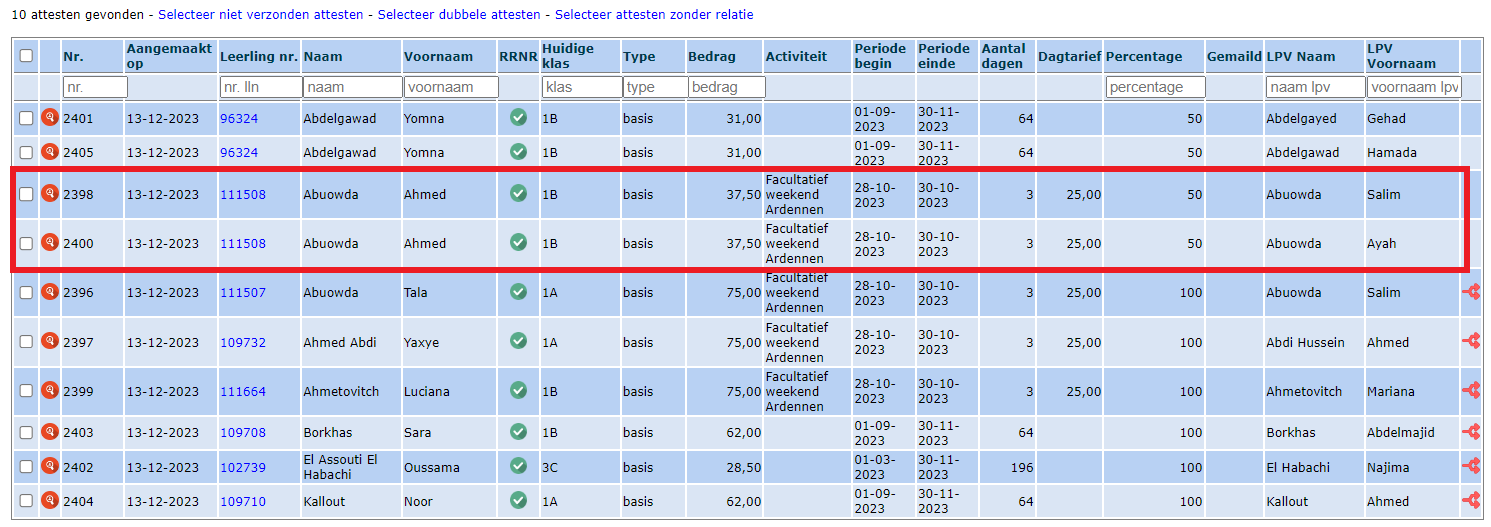 10 attesten gevonden - Selecteer niet verzonden attesten - Selecteer dubbele attesten - Selecteer attesten zonder relatie
Nr. Aangemaakt op Leerling nr. Naam Voornaam RRNR Huidige klas Type Bedrag Activiteit Periode begin Periode einde Aantal dagen Dagtarief Percentage Gemaild LPV Naam LPV Voornaam
nr. nr. lln naam voornaam klas type bedrag percentage naam lpv voornaam lpv
2401 13-12-2023 96324 Abdelgawad Yomna 1B basis 31,00 01-09-2023 30-11-2023 64 50 Abdelgayed Gehad
2405 13-12-2023 96324 Abdelgawad Yomna 1B basis 31,00 01-09-2023 30-11-2023 64 50 Abdelgawad Hamada
2398 13-12-2023 111508 Abuowda Ahmed 1B basis 37,50 Facultatief weekend Ardennen 28-10-2023 30-10-2023 3 25,00 50 Abuowda Salim
2400 13-12-2023 111508 Abuowda Ahmed 1B basis 37,50 Facultatief weekend Ardennen 28-10-2023 30-10-2023 3 25,00 50 Abuowda Ayah
2396 13-12-2023 111507 Abuowda Tala 1A basis 75,00 Facultatief weekend Ardennen 28-10-2023 30-10-2023 3 25,00 100 Abuowda Salim
2397 13-12-2023 109732 Ahmed Abdi Yaxye 1A basis 75,00 Facultatief weekend Ardennen 28-10-2023 30-10-2023 3 25,00 100 Abdi Hussein Ahmed
2399 13-12-2023 111664 Ahmetovitch Luciana 1B basis 75,00 Facultatief weekend Ardennen 28-10-2023 30-10-2023 3 25,00 100 Ahmetovitch Mariana
2403 13-12-2023 109708 Borkhas Sara 1B basis 62,00 01-09-2023 30-11-2023 64 100 Borkhas Abdelmajid
2402 13-12-2023 102739 El Assouti El Habachi Oussama 3C basis 28,50 01-03-2023 30-11-2023 196 100 El Habachi Najima
2404 13-12-2023 109710 Kallout Noor 1A basis 62,00 01-09-2023 30-11-2023 64 100 Kallout Ahmed